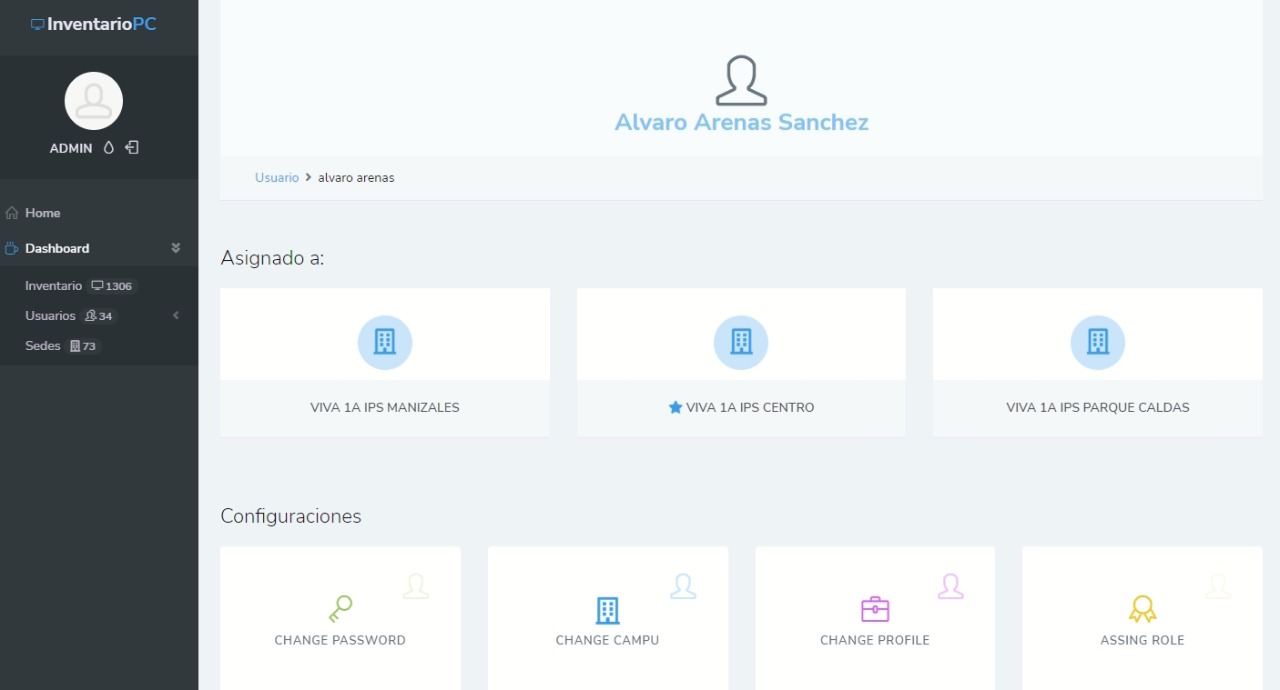 InventarioPC
ADMIN
Home
Dashboard
Inventario 1306
Usuarios 34
Sedes 73
Alvaro Arenas Sanchez
Usuario > alvaro arenas
Asignado a:
VIVA 1A IPS MANIZALES
VIVA 1A IPS CENTRO
VIVA 1A IPS PARQUE CALDAS
Configuraciones
CHANGE PASSWORD
CHANGE CAMPU
CHANGE PROFILE
ASSING ROLE